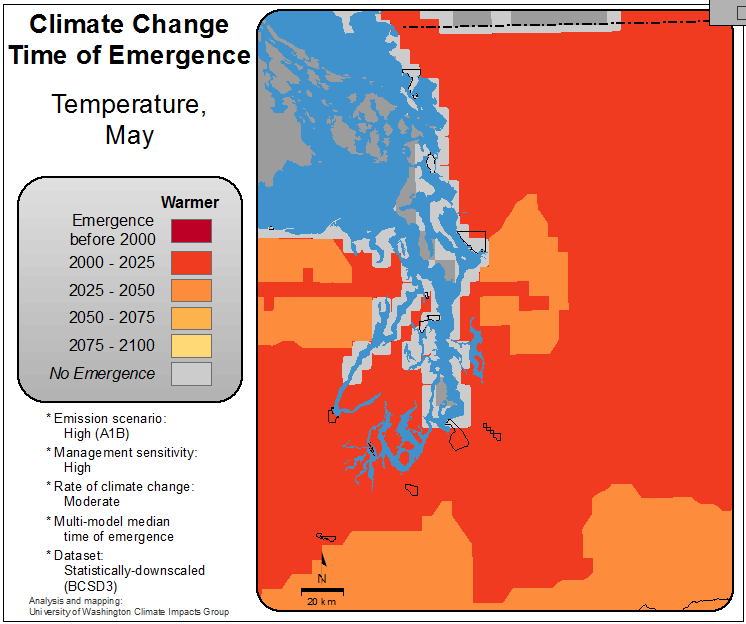 Climate Change
Time of Emergence
Temperature,
May
Warmer
Emergence
before 2000
2000 - 2025
2025 - 2050
2050 - 2075
2075 - 2100
No Emergence
* Emission scenario:
High (A1B)
* Management sensitivity:
High
* Rate of climate change:
Moderate
* Multi-model median
time of emergence
* Dataset:
Statistically-downscaled
(BCSD3)
Analysis and mapping:
University of Washington Climate Impacts Group
N
20 km